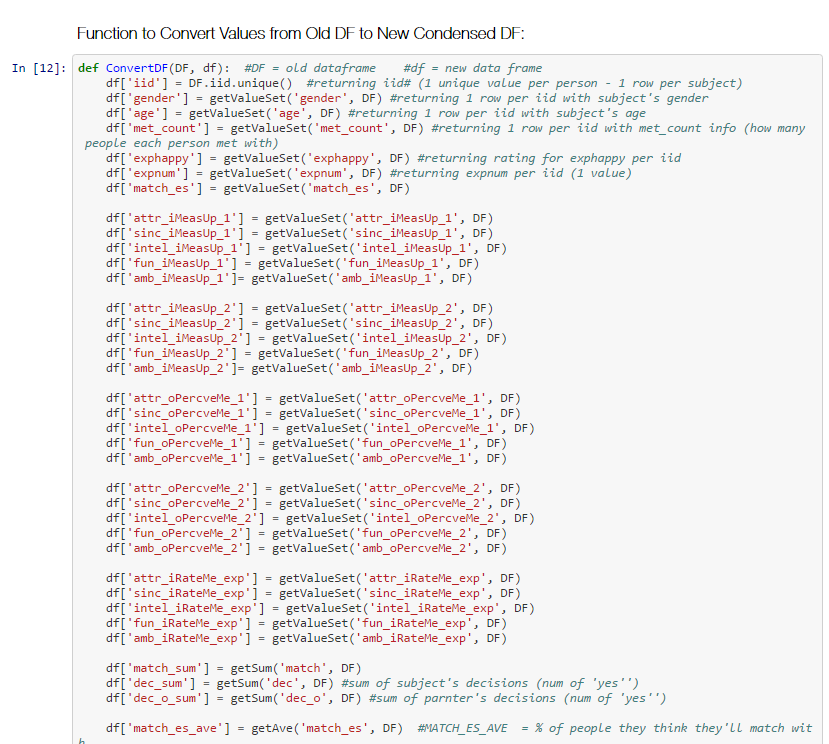 Function to Convert Values from Old DF to New Condensed DF:
In [12]: def ConvertDF(DF, df):  #DF = old dataframe    #df = new data frame
    df['iid'] = DF.iid.unique()  #returning iid# (1 unique value per person - 1 row per subject)
    df['gender'] = getValueSet('gender', DF) #returning 1 row per iid with subject's gender
    df['age'] = getValueSet('age', DF) #returning 1 row per iid with subject's age
    df['met_count'] = getValueSet('met_count', DF) #returning 1 row per iid with met_count info (how many
people each person met with)
    df['exphappy'] = getValueSet('exphappy', DF) #returning rating for exphappy per iid
    df['expnum'] = getValueSet('expnum', DF) #returning expnum per iid (1 value)
    df['match_es'] = getValueSet('match_es', DF)

    df['attr_iMeasUp_1'] = getValueSet('attr_iMeasUp_1', DF)
    df['sinc_iMeasUp_1'] = getValueSet('sinc_iMeasUp_1', DF)
    df['intel_iMeasUp_1'] = getValueSet('intel_iMeasUp_1', DF)
    df['fun_iMeasUp_1'] = getValueSet('fun_iMeasUp_1', DF)
    df['amb_iMeasUp_1']= getValueSet('amb_iMeasUp_1', DF)

    df['attr_iMeasUp_2'] = getValueSet('attr_iMeasUp_2', DF)
    df['sinc_iMeasUp_2'] = getValueSet('sinc_iMeasUp_2', DF)
    df['intel_iMeasUp_2'] = getValueSet('intel_iMeasUp_2', DF)
    df['fun_iMeasUp_2'] = getValueSet('fun_iMeasUp_2', DF)
    df['amb_iMeasUp_2']= getValueSet('amb_iMeasUp_2', DF)

    df['attr_oPercveMe_1'] = getValueSet('attr_oPercveMe_1', DF)
    df['sinc_oPercveMe_1'] = getValueSet('sinc_oPercveMe_1', DF)
    df['intel_oPercveMe_1'] = getValueSet('intel_oPercveMe_1', DF)
    df['fun_oPercveMe_1'] = getValueSet('fun_oPercveMe_1', DF)
    df['amb_oPercveMe_1'] = getValueSet('amb_oPercveMe_1', DF)

    df['attr_oPercveMe_2'] = getValueSet('attr_oPercveMe_2', DF)
    df['sinc_oPercveMe_2'] = getValueSet('sinc_oPercveMe_2', DF)
    df['intel_oPercveMe_2'] = getValueSet('intel_oPercveMe_2', DF)
    df['fun_oPercveMe_2'] = getValueSet('fun_oPercveMe_2', DF)
    df['amb_oPercveMe_2'] = getValueSet('amb_oPercveMe_2', DF)

    df['attr_iRateMe_exp'] = getValueSet('attr_iRateMe_exp', DF)
    df['sinc_iRateMe_exp'] = getValueSet('sinc_iRateMe_exp', DF)
    df['intel_iRateMe_exp'] = getValueSet('intel_iRateMe_exp', DF)
    df['fun_iRateMe_exp'] = getValueSet('fun_iRateMe_exp', DF)
    df['amb_iRateMe_exp'] = getValueSet('amb_iRateMe_exp', DF)

    df['match_sum'] = getSum('match', DF)
    df['dec_sum'] = getSum('dec', DF) #sum of subject's decisions (num of 'yes'')
    df['dec_o_sum'] = getSum('dec_o', DF) #sum of parnter's decisions (num of 'yes'')

    df['match_es_ave'] = getAve('match_es', DF)  #MATCH_ES_AVE  = % of people they think they'll match wit
h